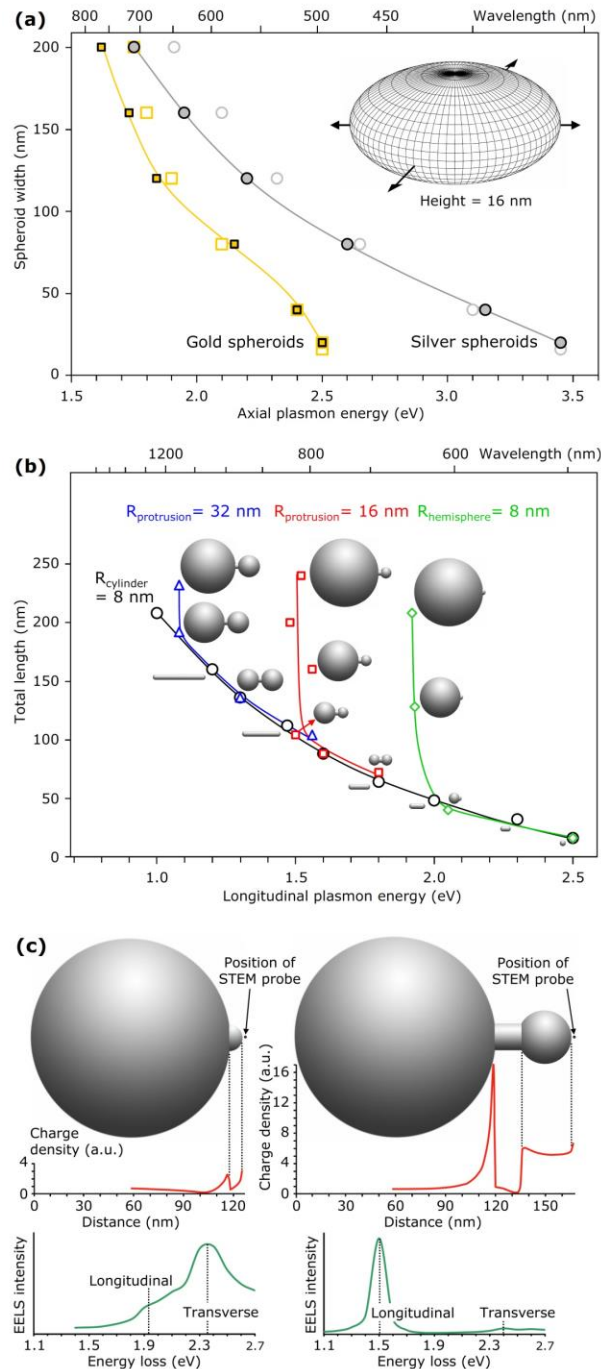 800 700 600 500 450 Wavelength (nm)
(a)
200
150
100
50
0
Spheroid width (nm)
Height = 16 nm
Gold spheroids
Silver spheroids
1.5 2.0 2.5 3.0 3.5
Axial plasmon energy (eV)
(b)
1200 800 600 Wavelength (nm)
Rprotrusion= 32 nm Rprotrusion= 16 nm Rhemisphere= 8 nm
250
200
150
100
50
0
Total length (nm)
Rcylinder
= 8 nm
1.0 1.5 2.0 2.5
Longitudinal plasmon energy (eV)
(c)
Position of
STEM probe
Charge
density (a.u.)
4
2
0
0 30 60 90 120
Distance (nm)
EELS intensity
Longitudinal
Transverse
1.1 1.5 1.9 2.3 2.7
Energy loss (eV)
Position of
STEM probe
Charge density (a.u.)
16
12
8
4
0
0 30 60 90 120 150
Distance (nm)
EELS intensity
Longitudinal
Transverse
1.1 1.5 1.9 2.3 2.7
Energy loss (eV)